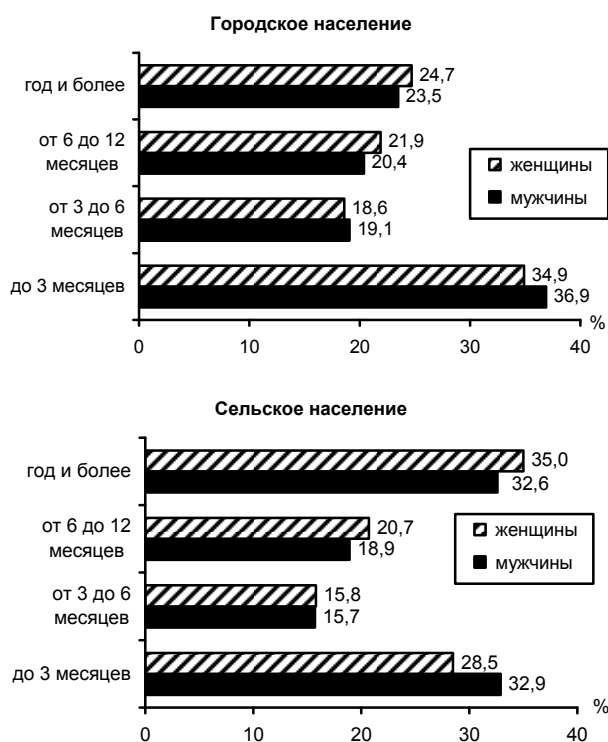 Городское население
год и более
24,7
23,5
от 6 до 12
месяцев
21,9
20,4
женщины
мужчины
от 3 до 6
месяцев
18,6
19,1
до 3 месяцев
34,9
36,9
%
0 10 20 30 40
Сельское население
год и более
35,0
32,6
от 6 до 12
месяцев
20,7
18,9
женщины
мужчины
от 3 до 6
месяцев
15,8
15,7
до 3 месяцев
28,5
32,9
%
0 10 20 30 40